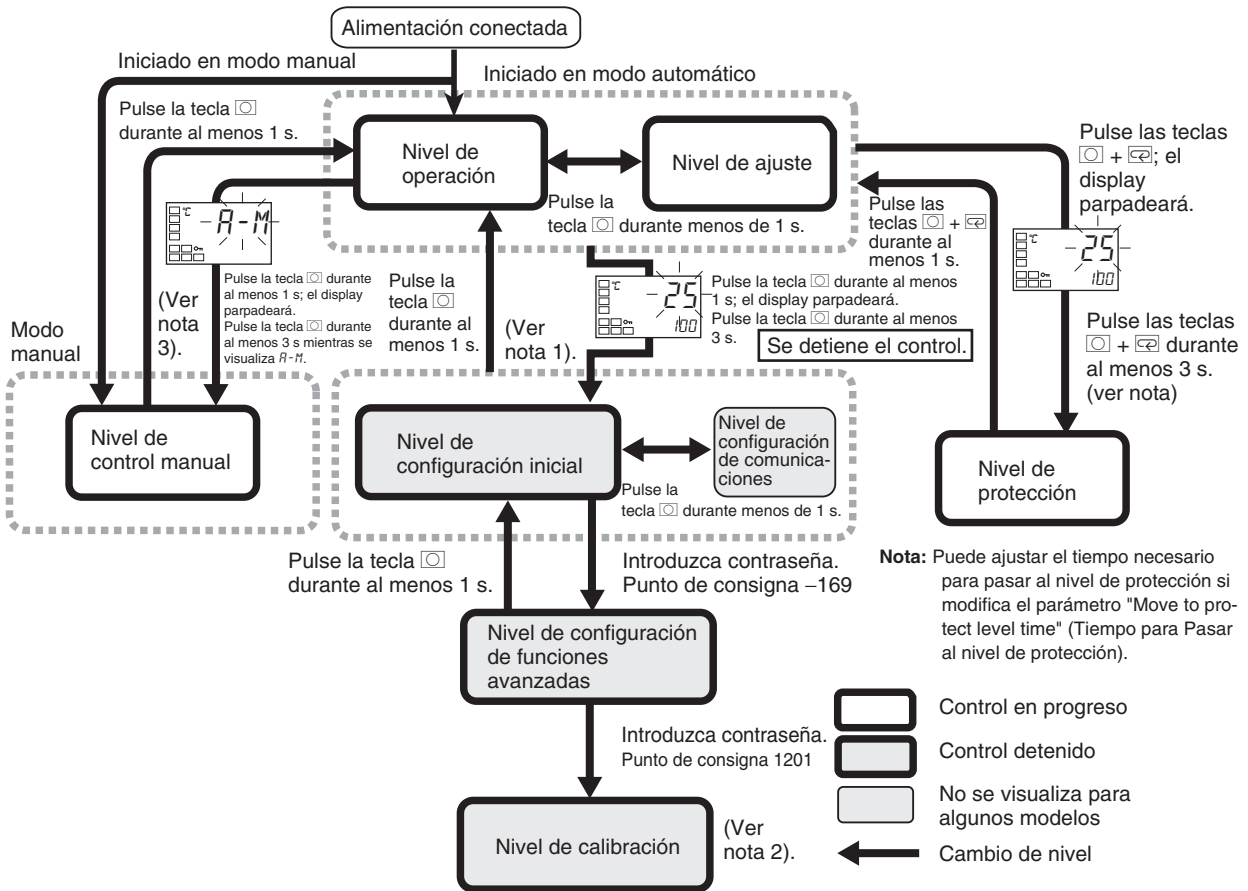 Alimentación conectada
Iniciado en modo manual
Iniciado en modo automático
Pulse la tecla
durante al menos 1 s.
Nivel de
operación
Nivel de ajuste
Pulse la
tecla durante menos de 1 s.
Pulse las teclas
+ ; el
display
parpadeará.
Pulse las
teclas +
durante al
menos 1 s.
°C
A-M
°C
25
100
°C
25
100
(Ver
nota
3).
Pulse la tecla durante
al menos 1 s; el display
parpadeará.
Pulse la tecla durante
al menos 3 s mientras se
visualiza A-M.
Pulse la
tecla
durante al
menos 1 s.
(Ver
nota 1).
Pulse la tecla durante al menos
1 s; el display parpadeará.
Pulse la tecla durante al menos
3 s.
Se detiene el control.
Pulse las teclas
+ durante
al menos 3 s.
(ver nota)
Modo
manual
Nivel de
control manual
Nivel de
configuración inicial
Nivel de
configuración
de comunica-
ciones
Pulse la
tecla durante menos de 1 s.
Nivel de
protección
Pulse la tecla
durante al menos 1 s.
Introduzca contraseña.
Punto de consigna –169
Nota: Puede ajustar el tiempo necesario
para pasar al nivel de protección si
modifica el parámetro "Move to pro-
tect level time" (Tiempo para Pasar
al nivel de protección).
Nivel de configuración
de funciones
avanzadas
Introduzca contraseña.
Punto de consigna 1201
Nivel de calibración
(Ver
nota 2).
Control en progreso
Control detenido
No se visualiza para
algunos modelos
Cambio de nivel